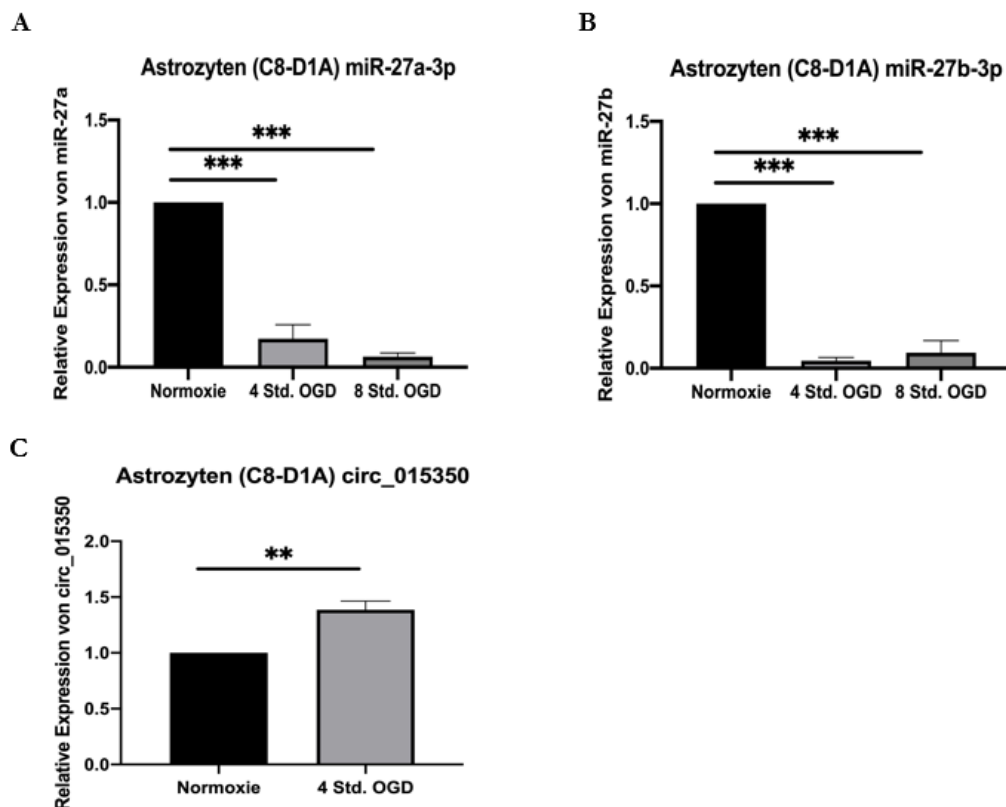 A
Astrozyten (C8-D1A) miR-27a-3p
Relative Expression von miR-27a
1.5
1.0
0.5
0.0
***
***
Normoxie
4 Std. OGD
8 Std. OGD
B
Astrozyten (C8-D1A) miR-27b-3p
Relative Expression von miR-27b
1.5
1.0
0.5
0.0
***
***
Normoxie
4 Std. OGD
8 Std. OGD
C
Astrozyten (C8-D1A) circ_015350
Relative Expression von circ_015350
2.0
1.5
1.0
0.5
0.0
**
Normoxie
4 Std. OGD